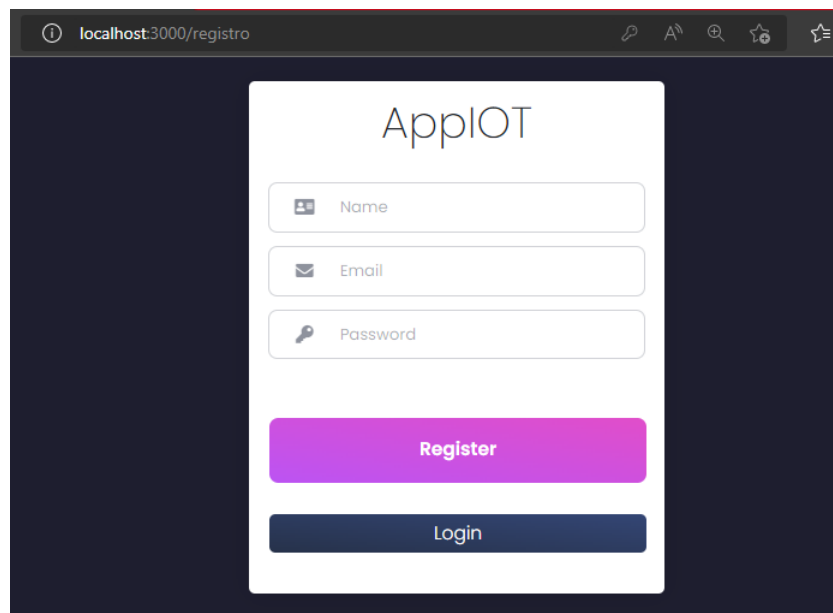 localhost:3000/registro
AppIOT
Name
Email
Password
Register
Login